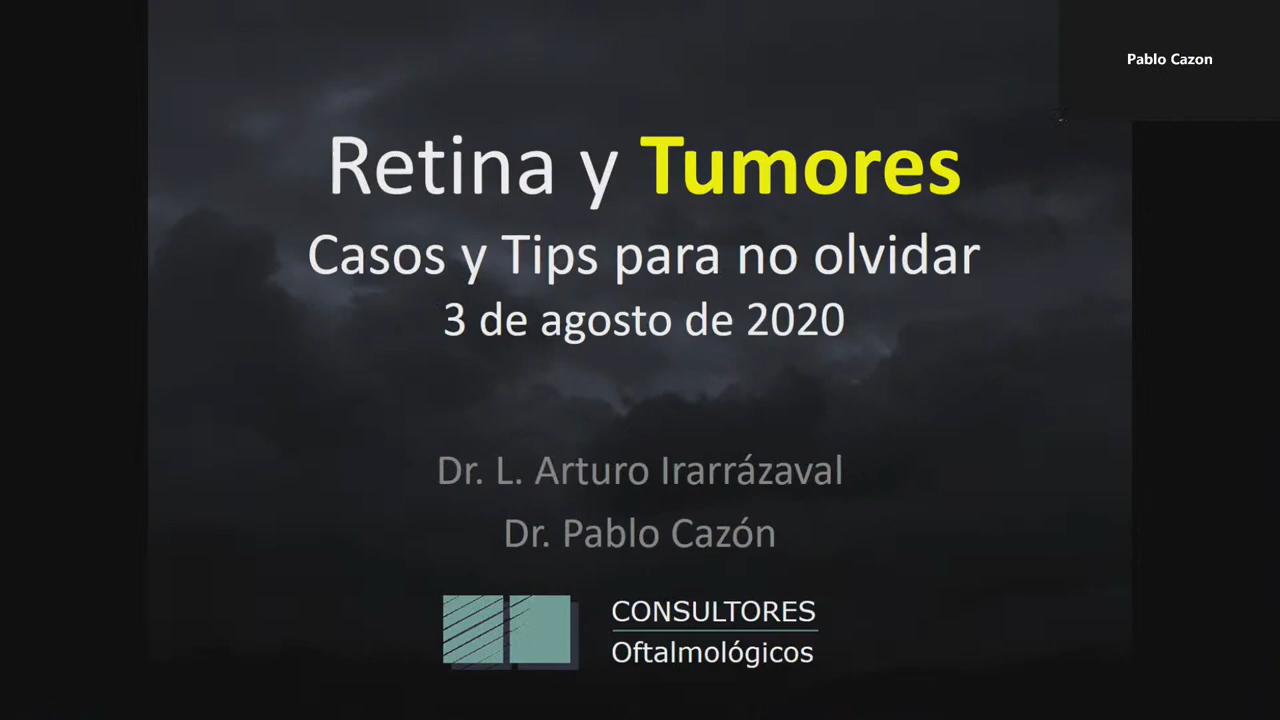 Pablo Cazon
Retina y Tumores
Casos y Tips para no olvidar
3 de agosto de 2020
Dr. L. Arturo Irarrázaval
Dr. Pablo Cazón
CONSULTORES
Oftalmológicos